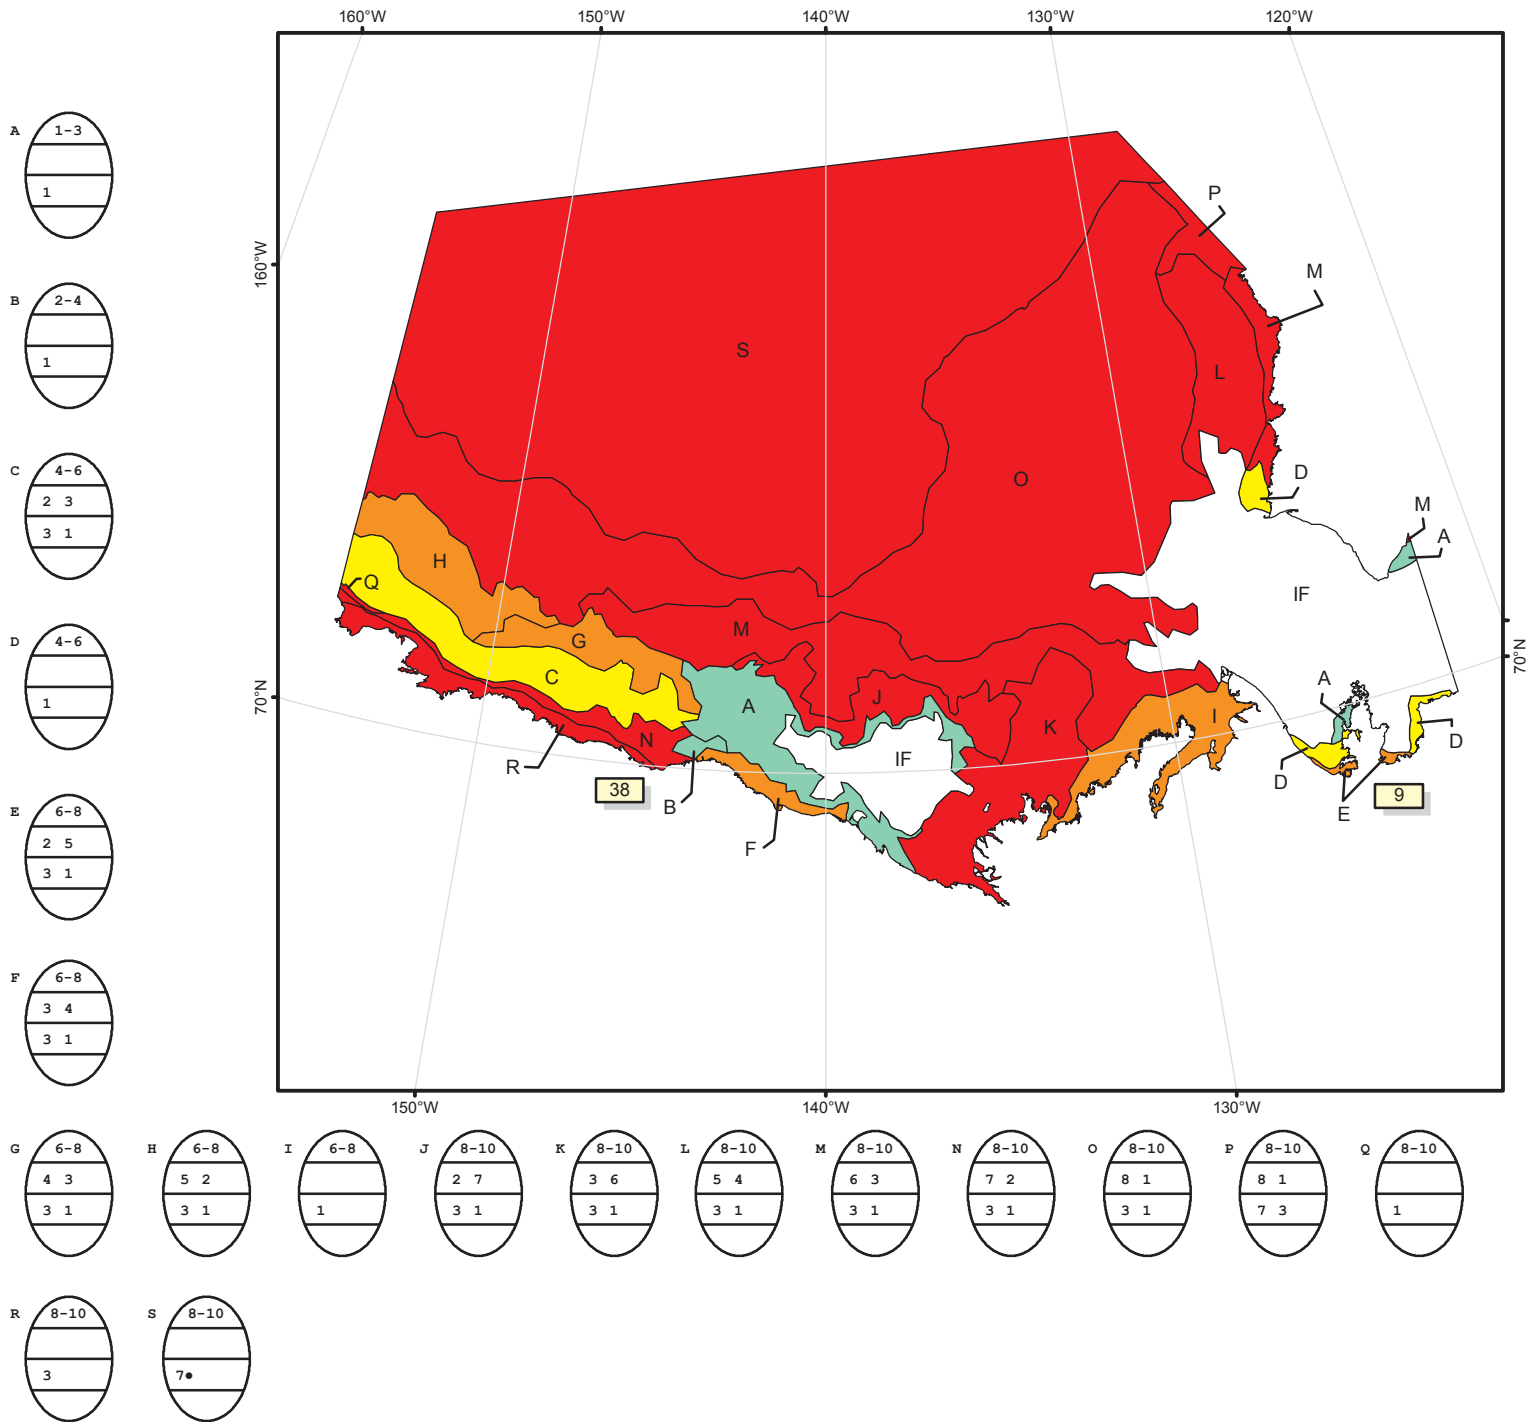 160°W 150°W 140°W 130°W 120°W
A 1-3
1
B 2-4
1
C 4-6
2 3
3 1
D 4-6
1
E 6-8
2 5
3 1
F 6-8
3 4
3 1
160°W
70°N
70°N
P
M
S
L
O
D
M
A
H
IF
Q
M
G
C
A
J
A
K
I
N
IF
D
R
D
38
B
9
E
F
150°W 140°W 130°W
G 6-8 H 6-8 I 6-8 J 8-10 K 8-10 L 8-10 M 8-10 N 8-10 O 8-10 P 8-10 Q 8-10
4 3 5 2 2 7 3 6 5 4 6 3 7 2 8 1 8 1
3 1 3 1 1 3 1 3 1 3 1 3 1 3 1 3 1 7 3 1
R 8-10 S 8-10
3 7•